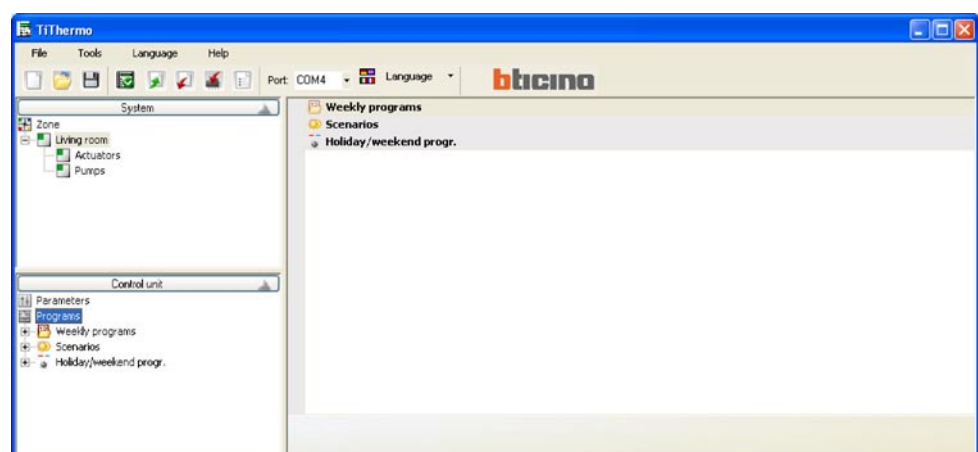 TiThermo
File Tools Language Help
Port: COM4 Language bticino
System
Zone
Living room
Actuators
Pumps
Control unit
Parameters
Programs
Weekly programs
Scenarios
Holiday/weekend progr.
Weekly programs
Scenarios
Holiday/weekend progr.